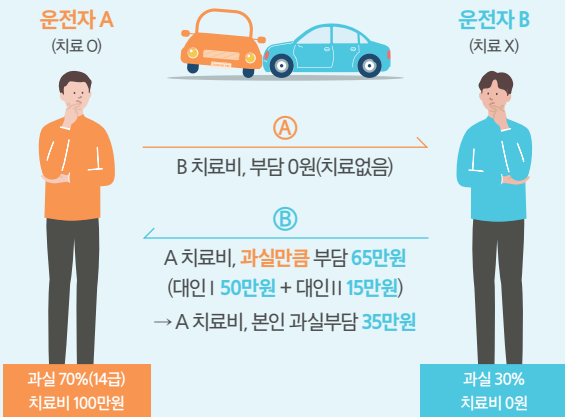 운전자 A
(치료 O)
운전자 B
(치료 X)
Ⓐ
B 치료비, 부담 0원(치료없음)
Ⓑ
A 치료비, 과실만큼 부담 65만원
(대인Ⅰ 50만원 + 대인Ⅱ 15만원)
→ A 치료비, 본인 과실부담 35만원
과실 70%(14급)
치료비 100만원
과실 30%
치료비 0원